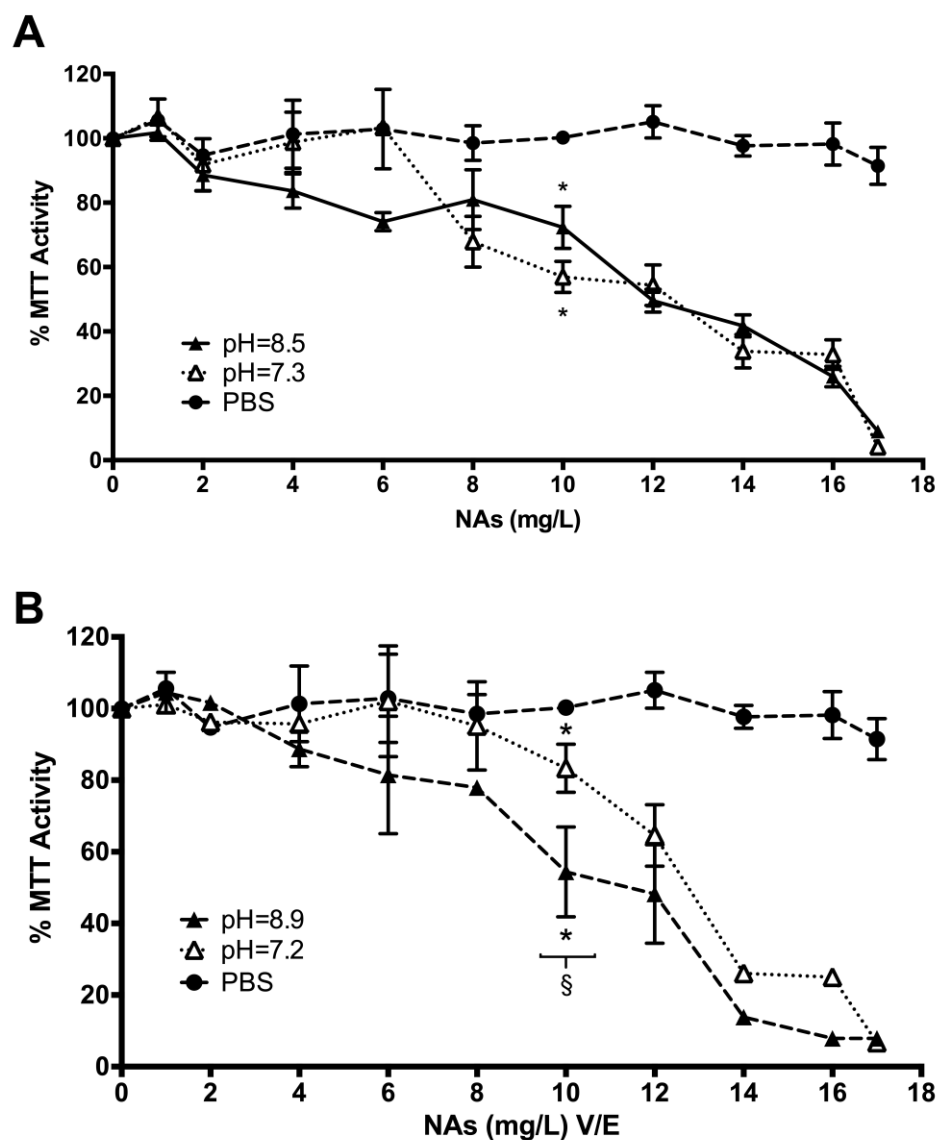 A
120
100
80
60
40
20
0
% MTT Activity
*
*
pH=8.5
pH=7.3
PBS
0 2 4 6 8 10 12 14 16 18
NAs (mg/L)
B
120
100
80
60
40
20
0
% MTT Activity
*
*
§
pH=8.9
pH=7.2
PBS
0 2 4 6 8 10 12 14 16 18
NAs (mg/L) V/E